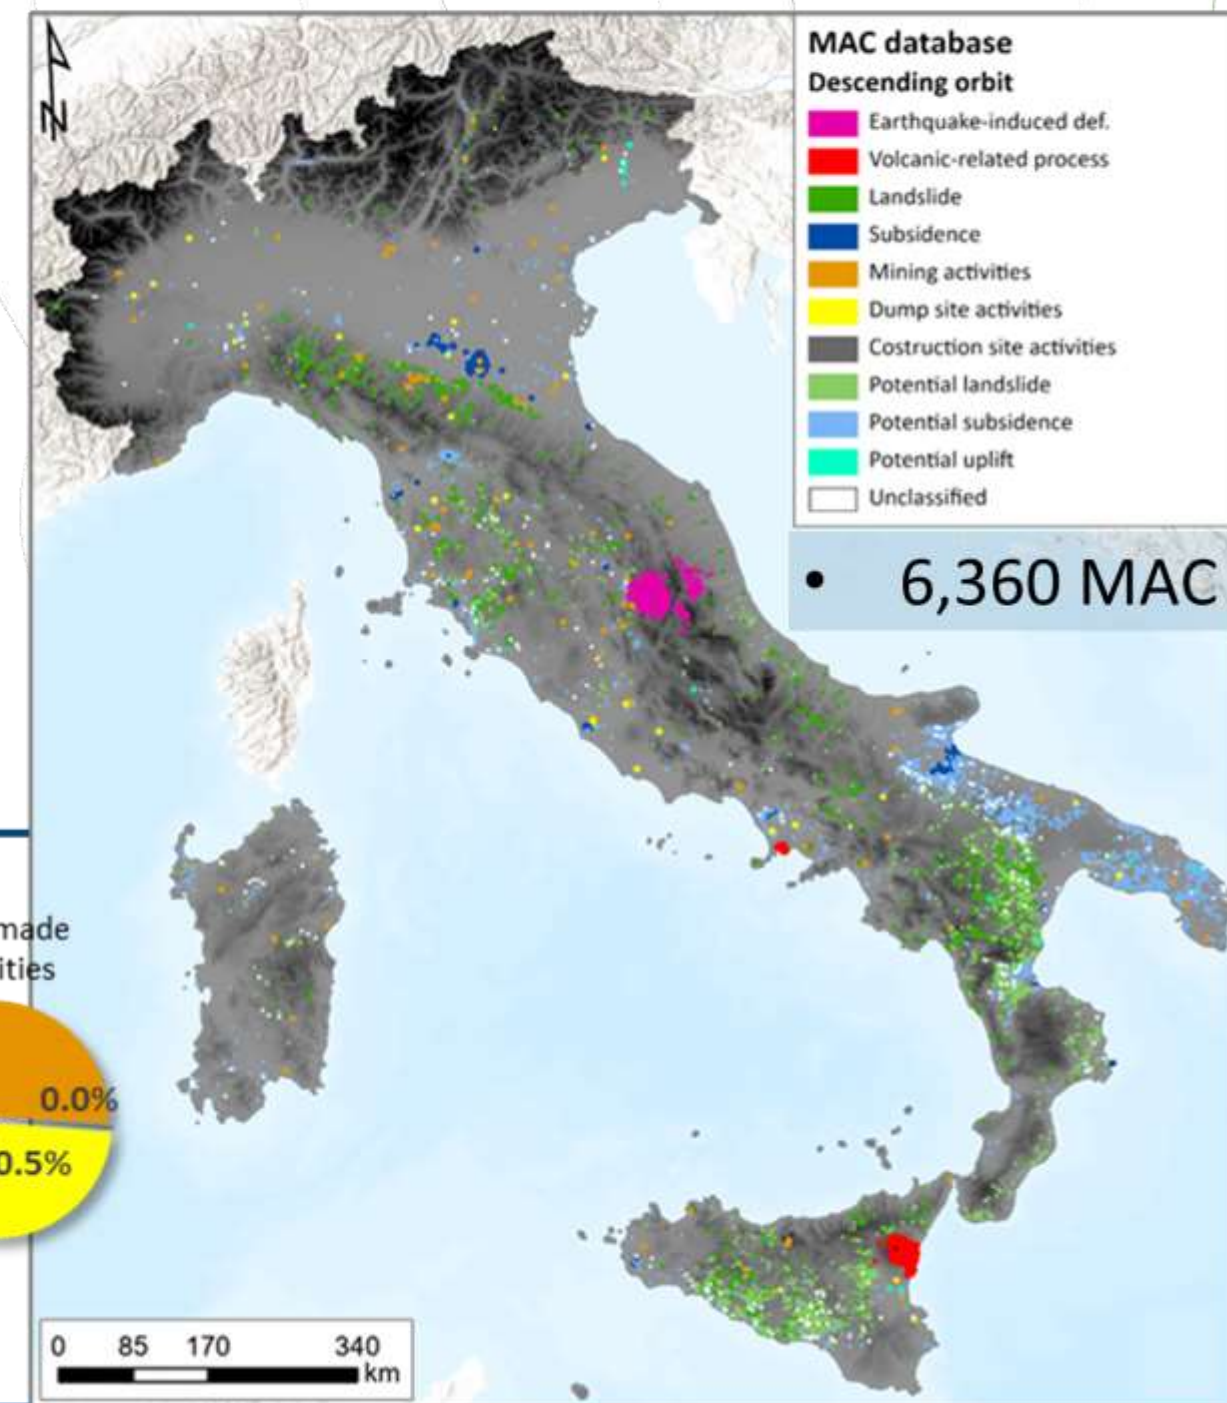 N
MAC database
Descending orbit
Earthquake-induced def.
Volcanic-related process
Landslide
Subsidence
Mining activities
Dump site activities
Costruction site activities
Potential landslide
Potential subsidence
Potential uplift
Unclassified
• 6,360 MAC
made
ities
0.0%
0.5%
0 85 170 340
km